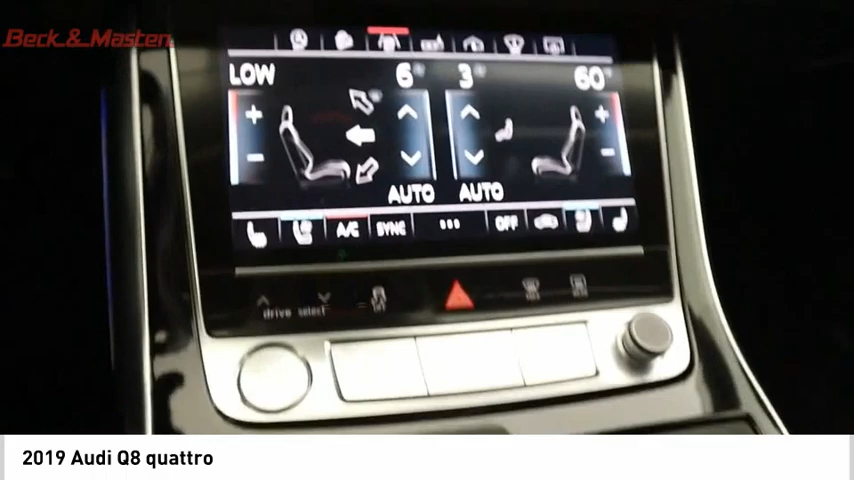 Beck & Masten
LOW 6 3 60°
AUTO AUTO
A/C SYNC OFF
drive select
2019 Audi Q8 quattro